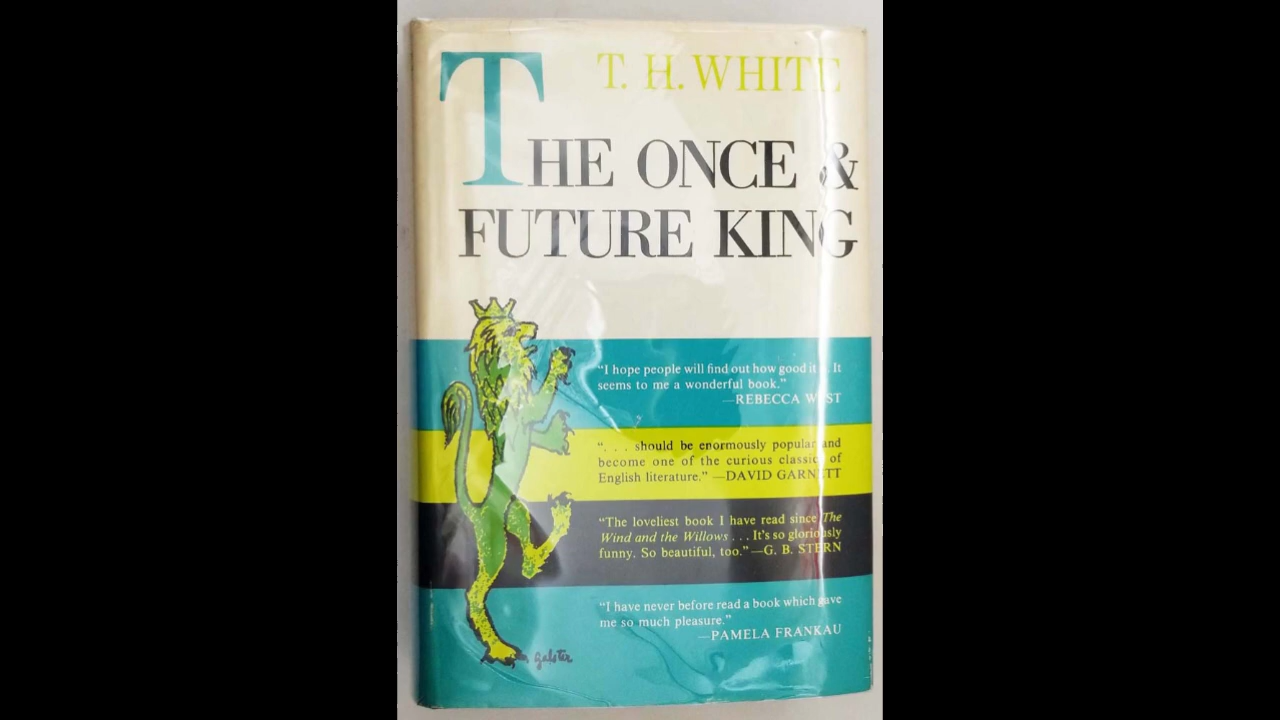 T. H. WHITE
THE ONCE &
FUTURE KING
“I hope people will find out how good it is. It
seems to me a wonderful book.”
—REBECCA WEST
“. . . should be enormously popular and
become one of the curious classics of
English literature.” —DAVID GARNETT
“The loveliest book I have read since The
Wind and the Willows . . . It’s so gloriously
funny. So beautiful, too.” —G. B. STERN
“I have never before read a book which gave
me so much pleasure.”
—PAMELA FRANKAU
galster